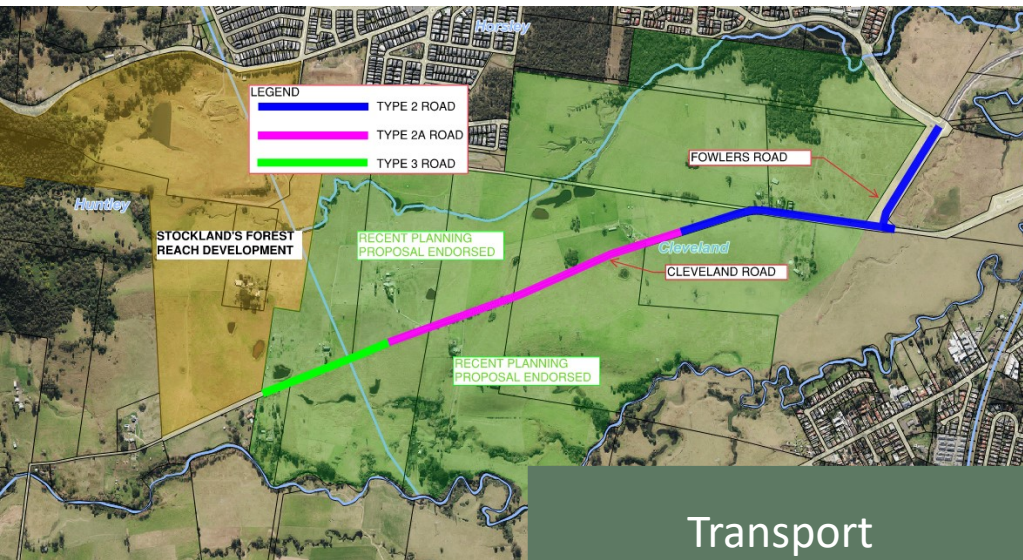 Horsley
LEGEND
TYPE 2 ROAD
TYPE 2A ROAD
TYPE 3 ROAD
FOWLERS ROAD
Huntley
STOCKLAND'S FOREST
REACH DEVELOPMENT
RECENT PLANNING
PROPOSAL ENDORSED
Cleveland
CLEVELAND ROAD
RECENT PLANNING
PROPOSAL ENDORSED
Transport